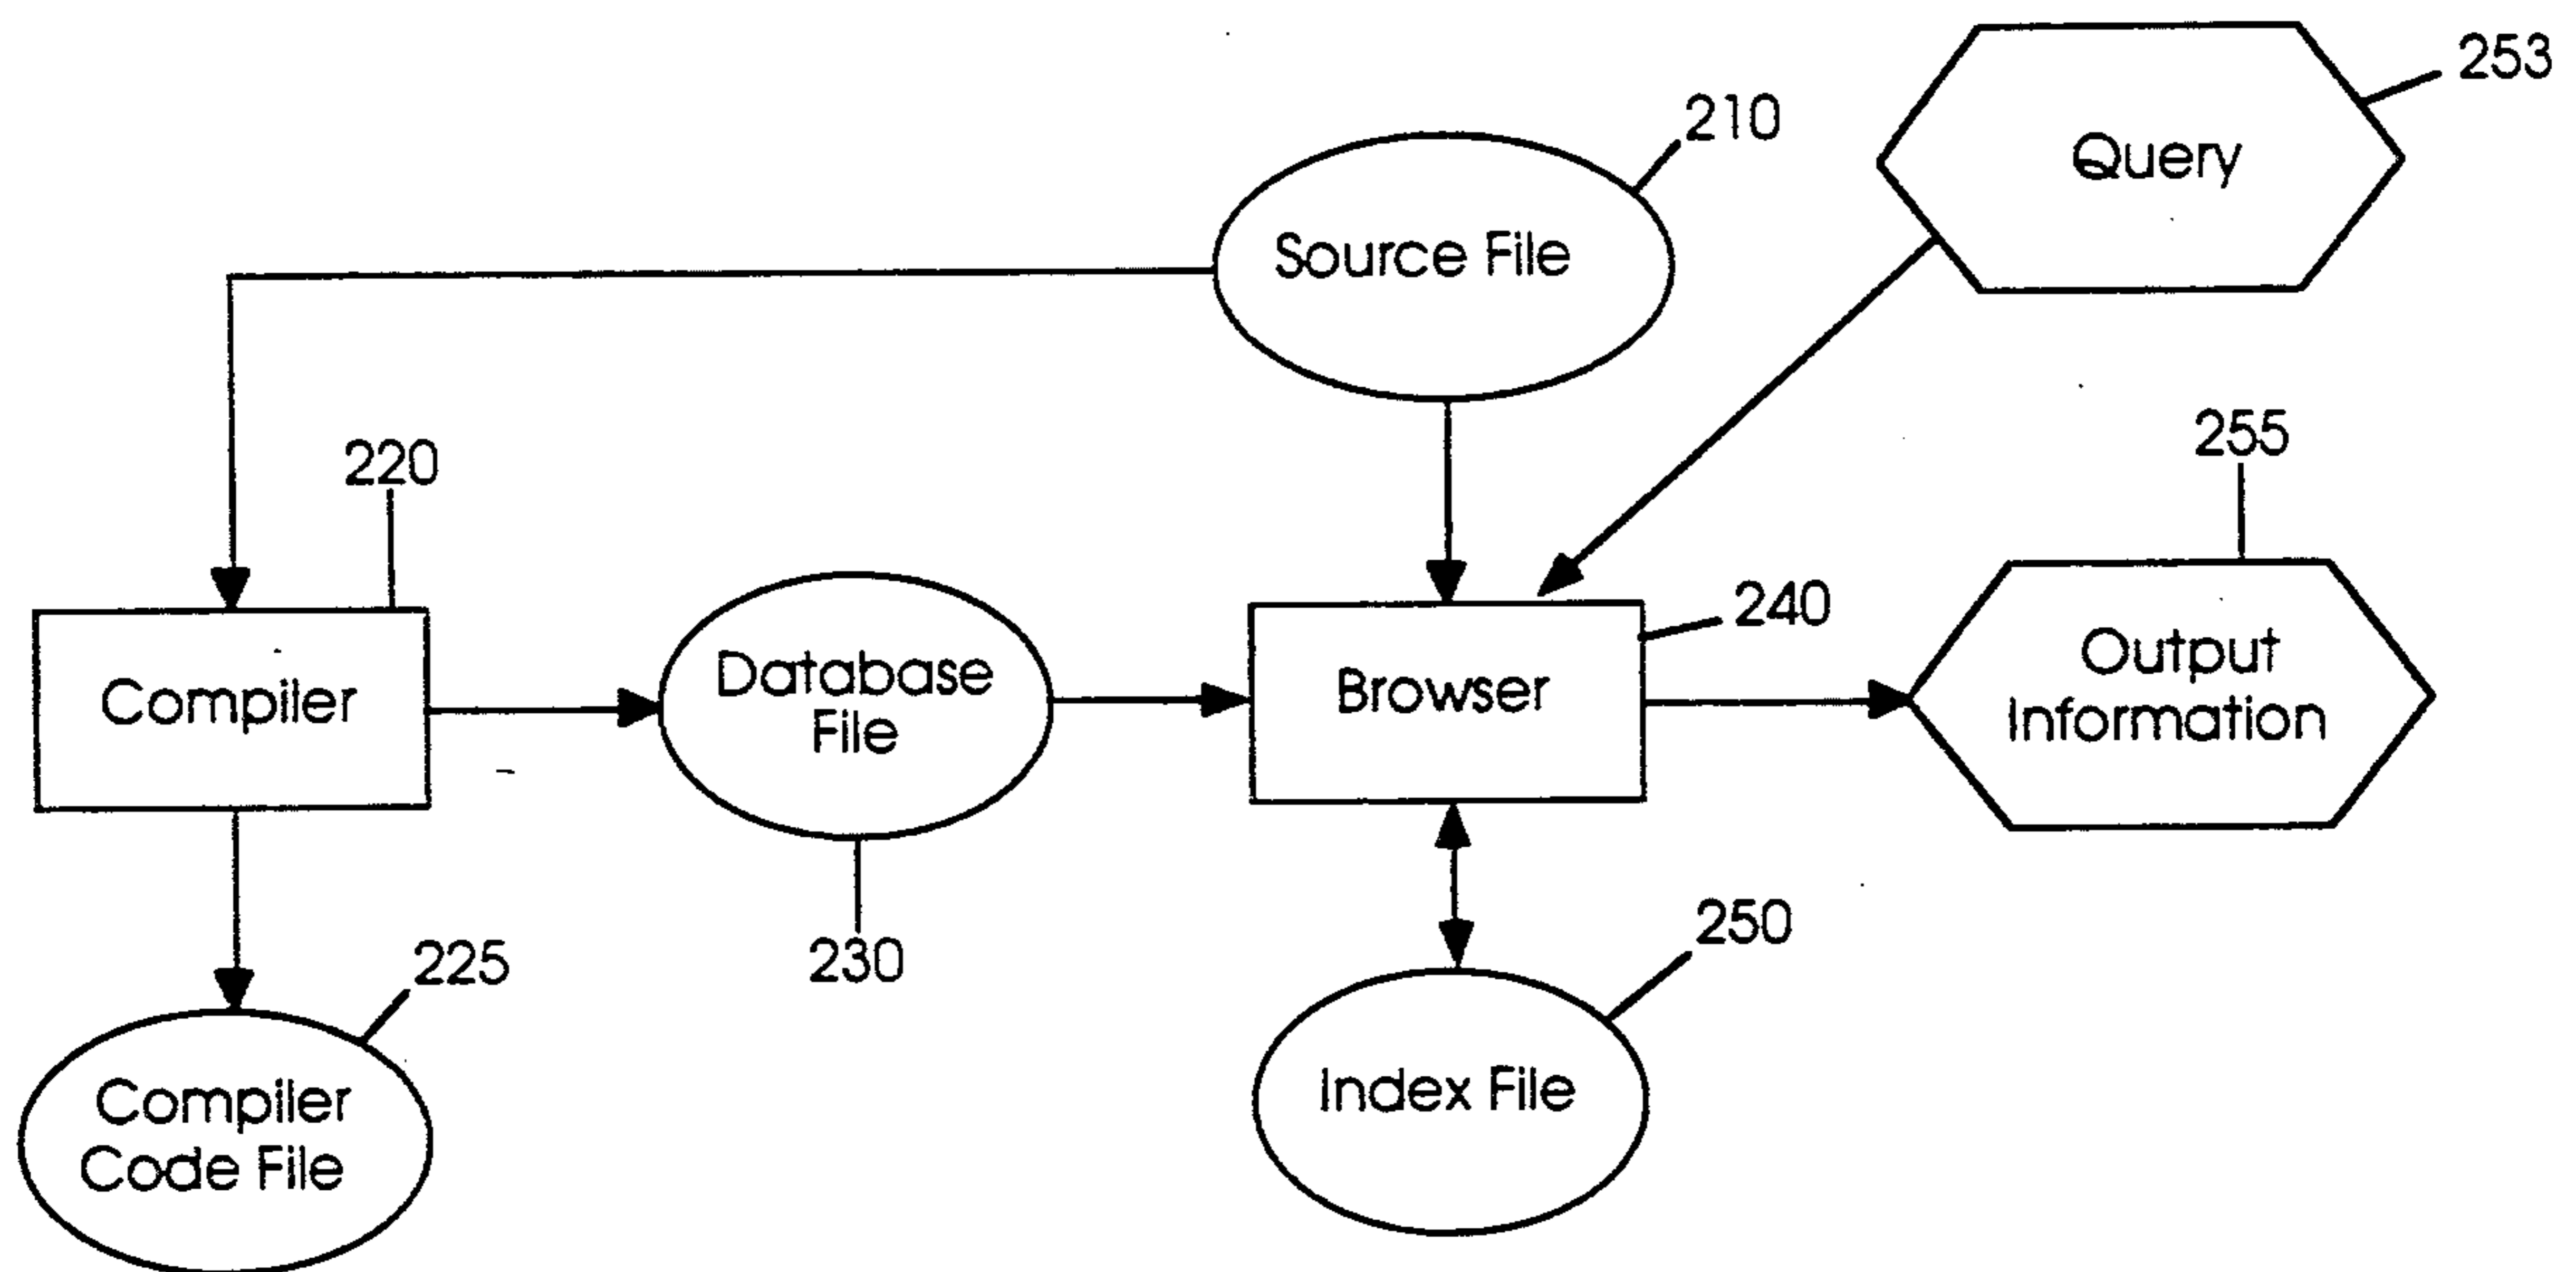 253
Query
210
Source File
220
255
Compiler
Database
File
Browser
240
Output
Information
230
225
250
Compiler
Code File
Index File